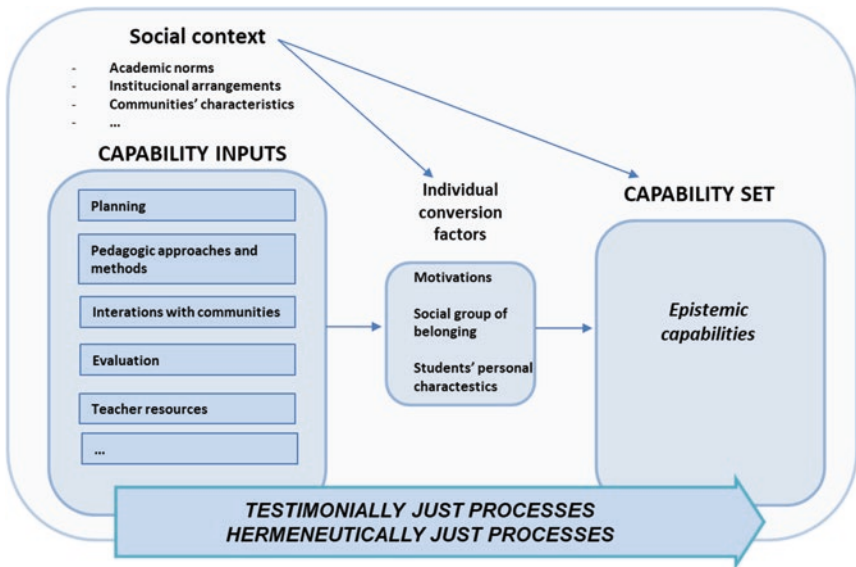 Social context
- Academic norms
- Institucional arrangements
- Communities' characteristics
- ...
CAPABILITY INPUTS
Planning
Pedagogic approaches and
methods
Interations with communities
Evaluation
Teacher resources
...
Individual
conversion
factors
Motivations
Social group of
belonging
Students' personal
charactestics
CAPABILITY SET
Epistemic
capabilities
TESTIMONIALLY JUST PROCESSES
HERMENEUTICALLY JUST PROCESSES